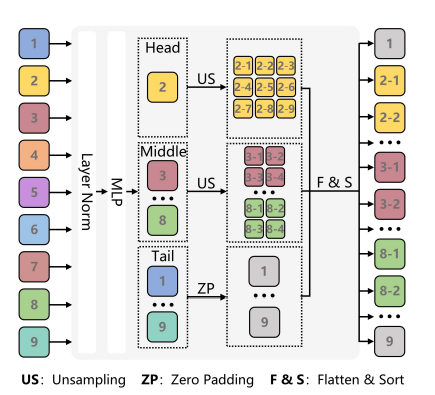 1
2
3
4
5
6
7
8
9
Layer Norm
MLP
Head
2
US
2-1 2-2 2-3
2-4 2-5 2-6
2-7 2-8 2-9
Middle
3
8
US
3-1 3-2
3-3 3-4
8-1 8-2
8-3 8-4
Tail
1
9
ZP
1
9
F & S
1
2-1
2-2
3-1
3-2
8-1
8-2
9
US: Unsampling ZP: Zero Padding F & S: Flatten & Sort